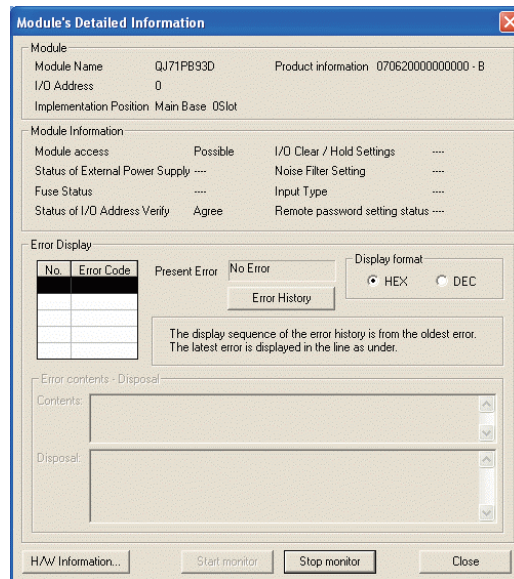 Module's Detailed Information
Module
Module Name QJ71PB93D Product information 070620000000000 - B
I/O Address 0
Implementation Position Main Base 0Slot
Module Information
Module access Possible I/O Clear / Hold Settings ----
Status of External Power Supply ---- Noise Filter Setting ----
Fuse Status ---- Input Type ----
Status of I/O Address Verify Agree Remote password setting status ----
Error Display
No. Error Code Present Error No Error Display format
HEX DEC
Error History
The display sequence of the error history is from the oldest error.
The latest error is displayed in the line as under.
Error contents - Disposal
Contents:
Disposal:
H/W Information... Start monitor Stop monitor Close